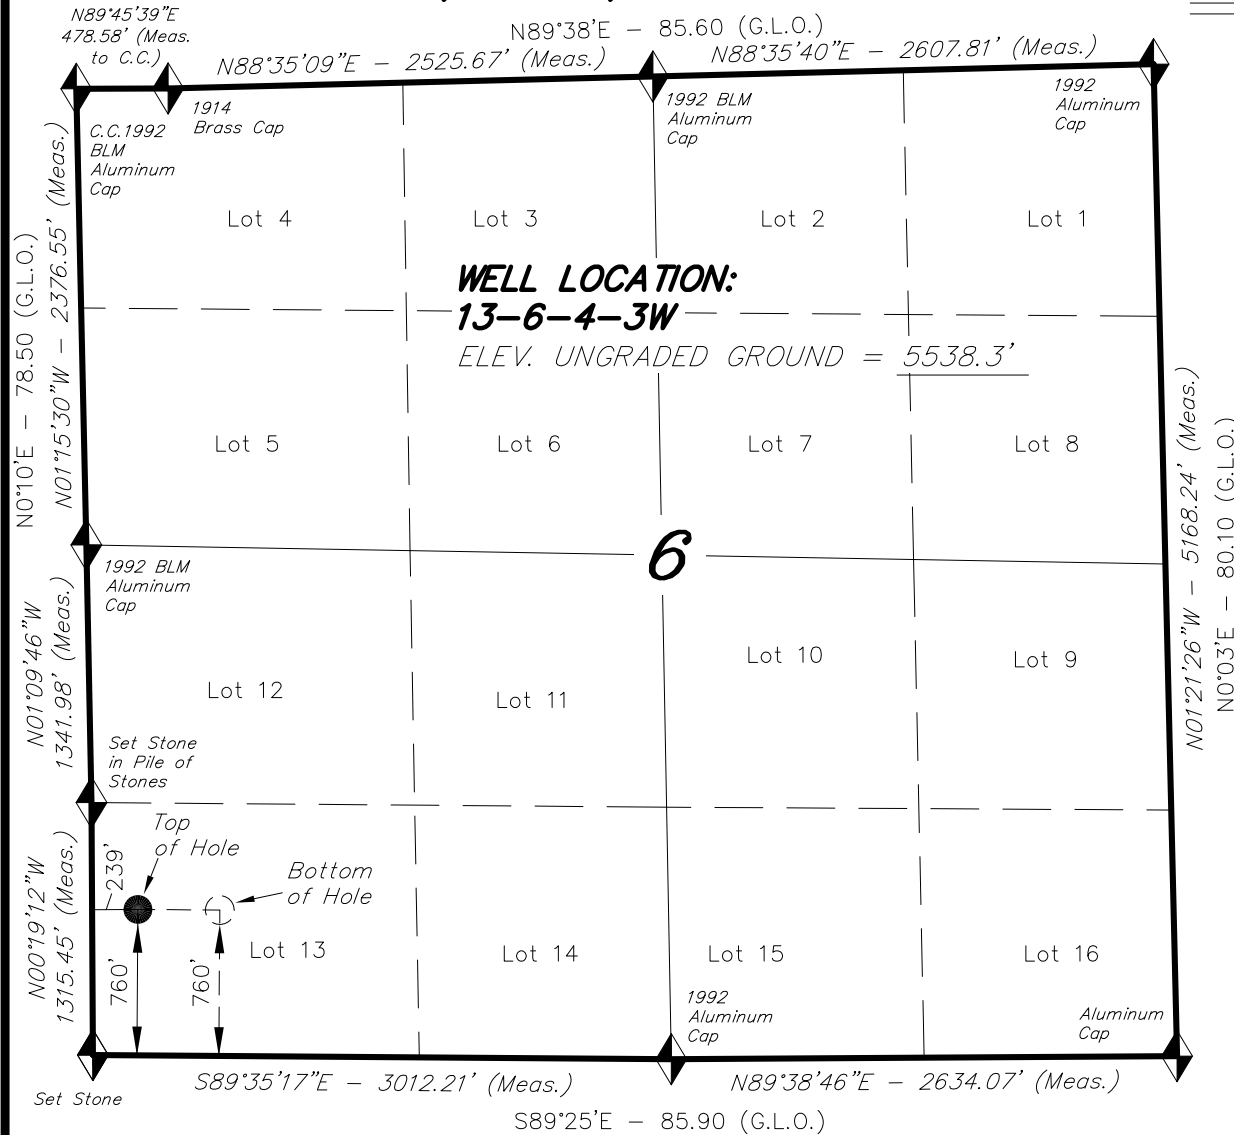 N89°45'39"E
478.58' (Meas.
to C.C.)
N89°38'E - 85.60 (G.L.O.)
N88°35'09"E - 2525.67' (Meas.)
N88°35'40"E - 2607.81' (Meas.)
1914
Brass Cap
C.C.1992
BLM
Aluminum
Cap
1992 BLM
Aluminum
Cap
1992
Aluminum
Cap
N0°10'E - 78.50 (G.L.O.)
N01°15'30"W - 2376.55' (Meas.)
Lot 4
Lot 3
Lot 2
Lot 1
WELL LOCATION:
13-6-4-3W
ELEV. UNGRADED GROUND = 5538.3'
Lot 5
Lot 6
Lot 7
Lot 8
N01°21'26"W - 5168.24' (Meas.)
N0°03'E - 80.10 (G.L.O.)
6
1992 BLM
Aluminum
Cap
N01°09'46"W
1341.98' (Meas.)
Lot 12
Lot 11
Lot 10
Lot 9
Set Stone
in Pile of
Stones
N00°19'12"W
1315.45' (Meas.)
Top
of Hole
239'
Bottom
of Hole
760'
760'
Lot 13
Lot 14
Lot 15
Lot 16
1992
Aluminum
Cap
Aluminum
Cap
Set Stone
S89°35'17"E - 3012.21' (Meas.)
N89°38'46"E - 2634.07' (Meas.)
S89°25'E - 85.90 (G.L.O.)